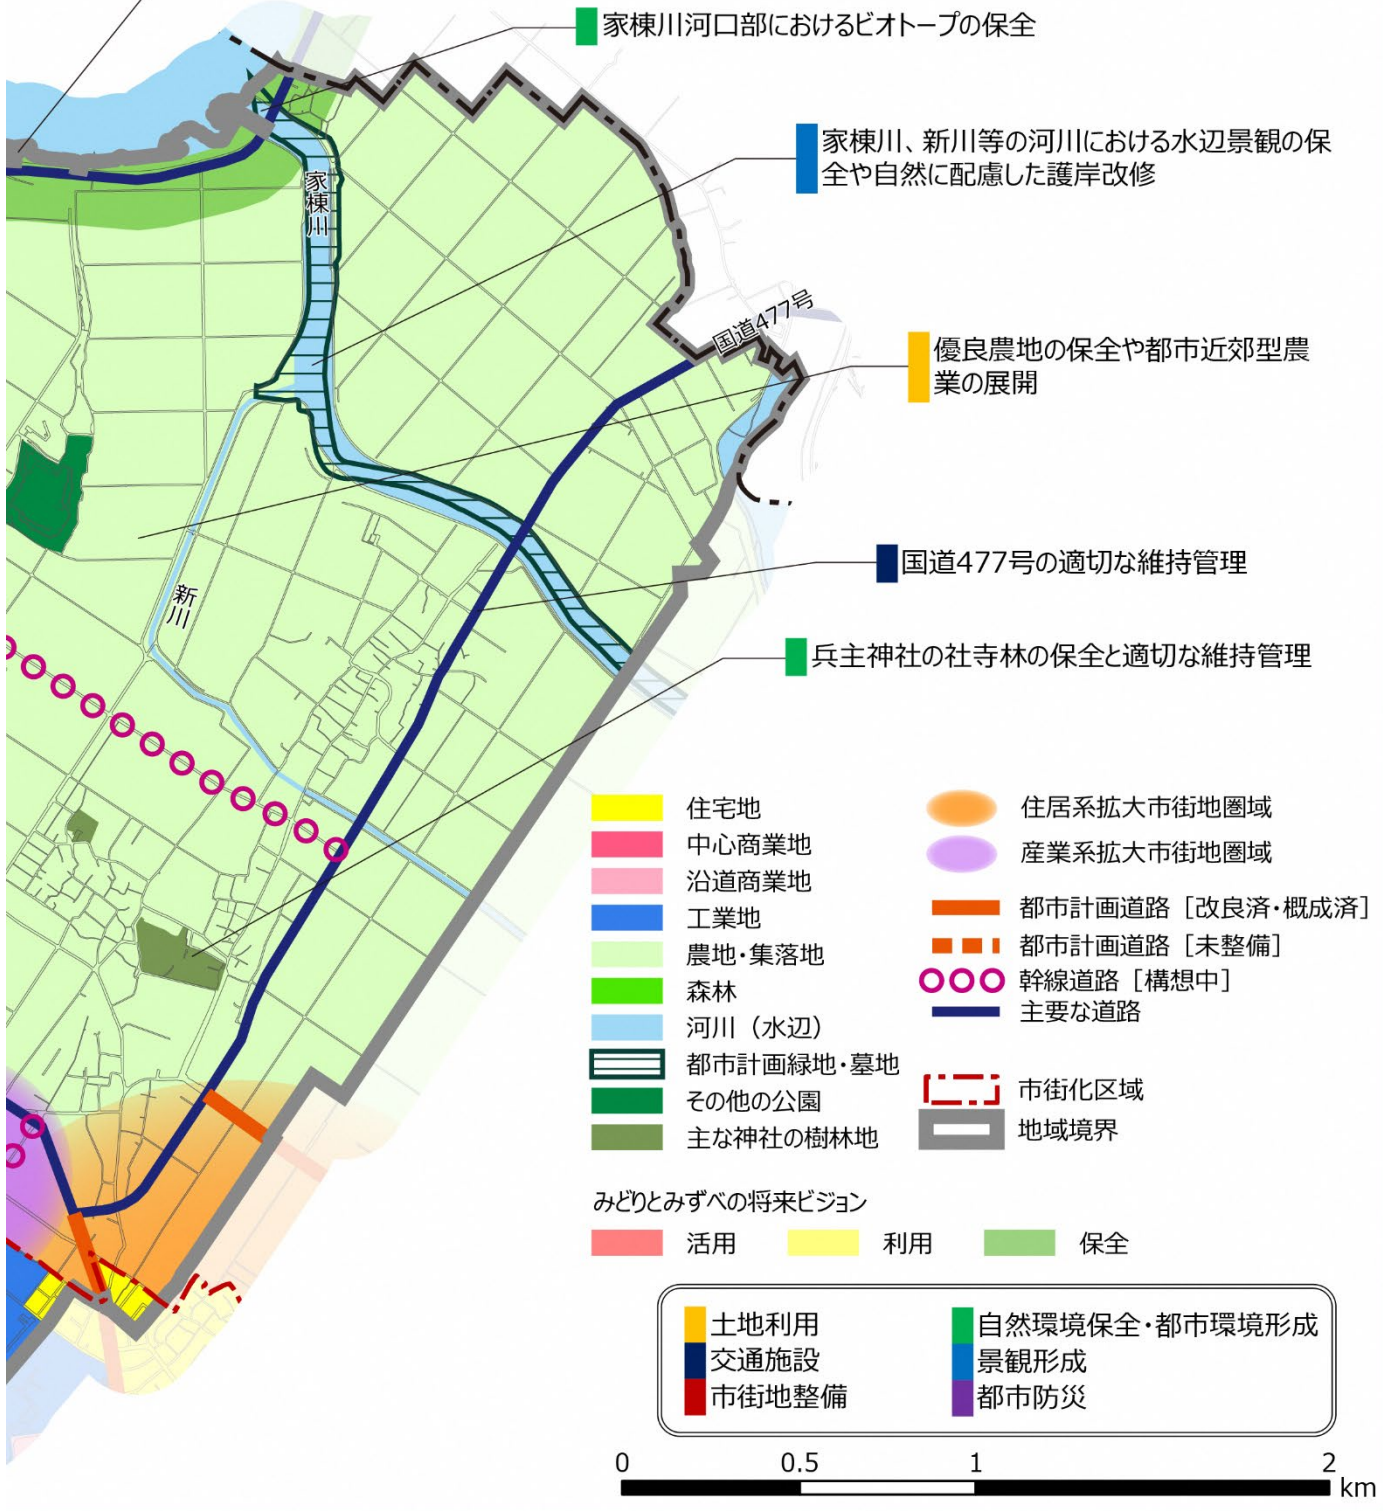 家棟川河口部におけるビオトープの保全
家棟川、新川等の河川における水辺景観の保
全や自然に配慮した護岸改修
家棟川
国道477号
優良農地の保全や都市近郊型農
業の展開
国道477号の適切な維持管理
新川
兵主神社の社寺林の保全と適切な維持管理
住宅地
中心商業地
沿道商業地
工業地
農地・集落地
森林
河川（水辺）
都市計画緑地・墓地
その他の公園
主な神社の樹林地
住居系拡大市街地圏域
産業系拡大市街地圏域
都市計画道路［改良済・概成済］
都市計画道路［未整備］
幹線道路［構想中］
主要な道路
市街化区域
地域境界
みどりとみずべの将来ビジョン
活用 利用 保全
土地利用
交通施設
市街地整備
自然環境保全・都市環境形成
景観形成
都市防災
0 0.5 1 2
km